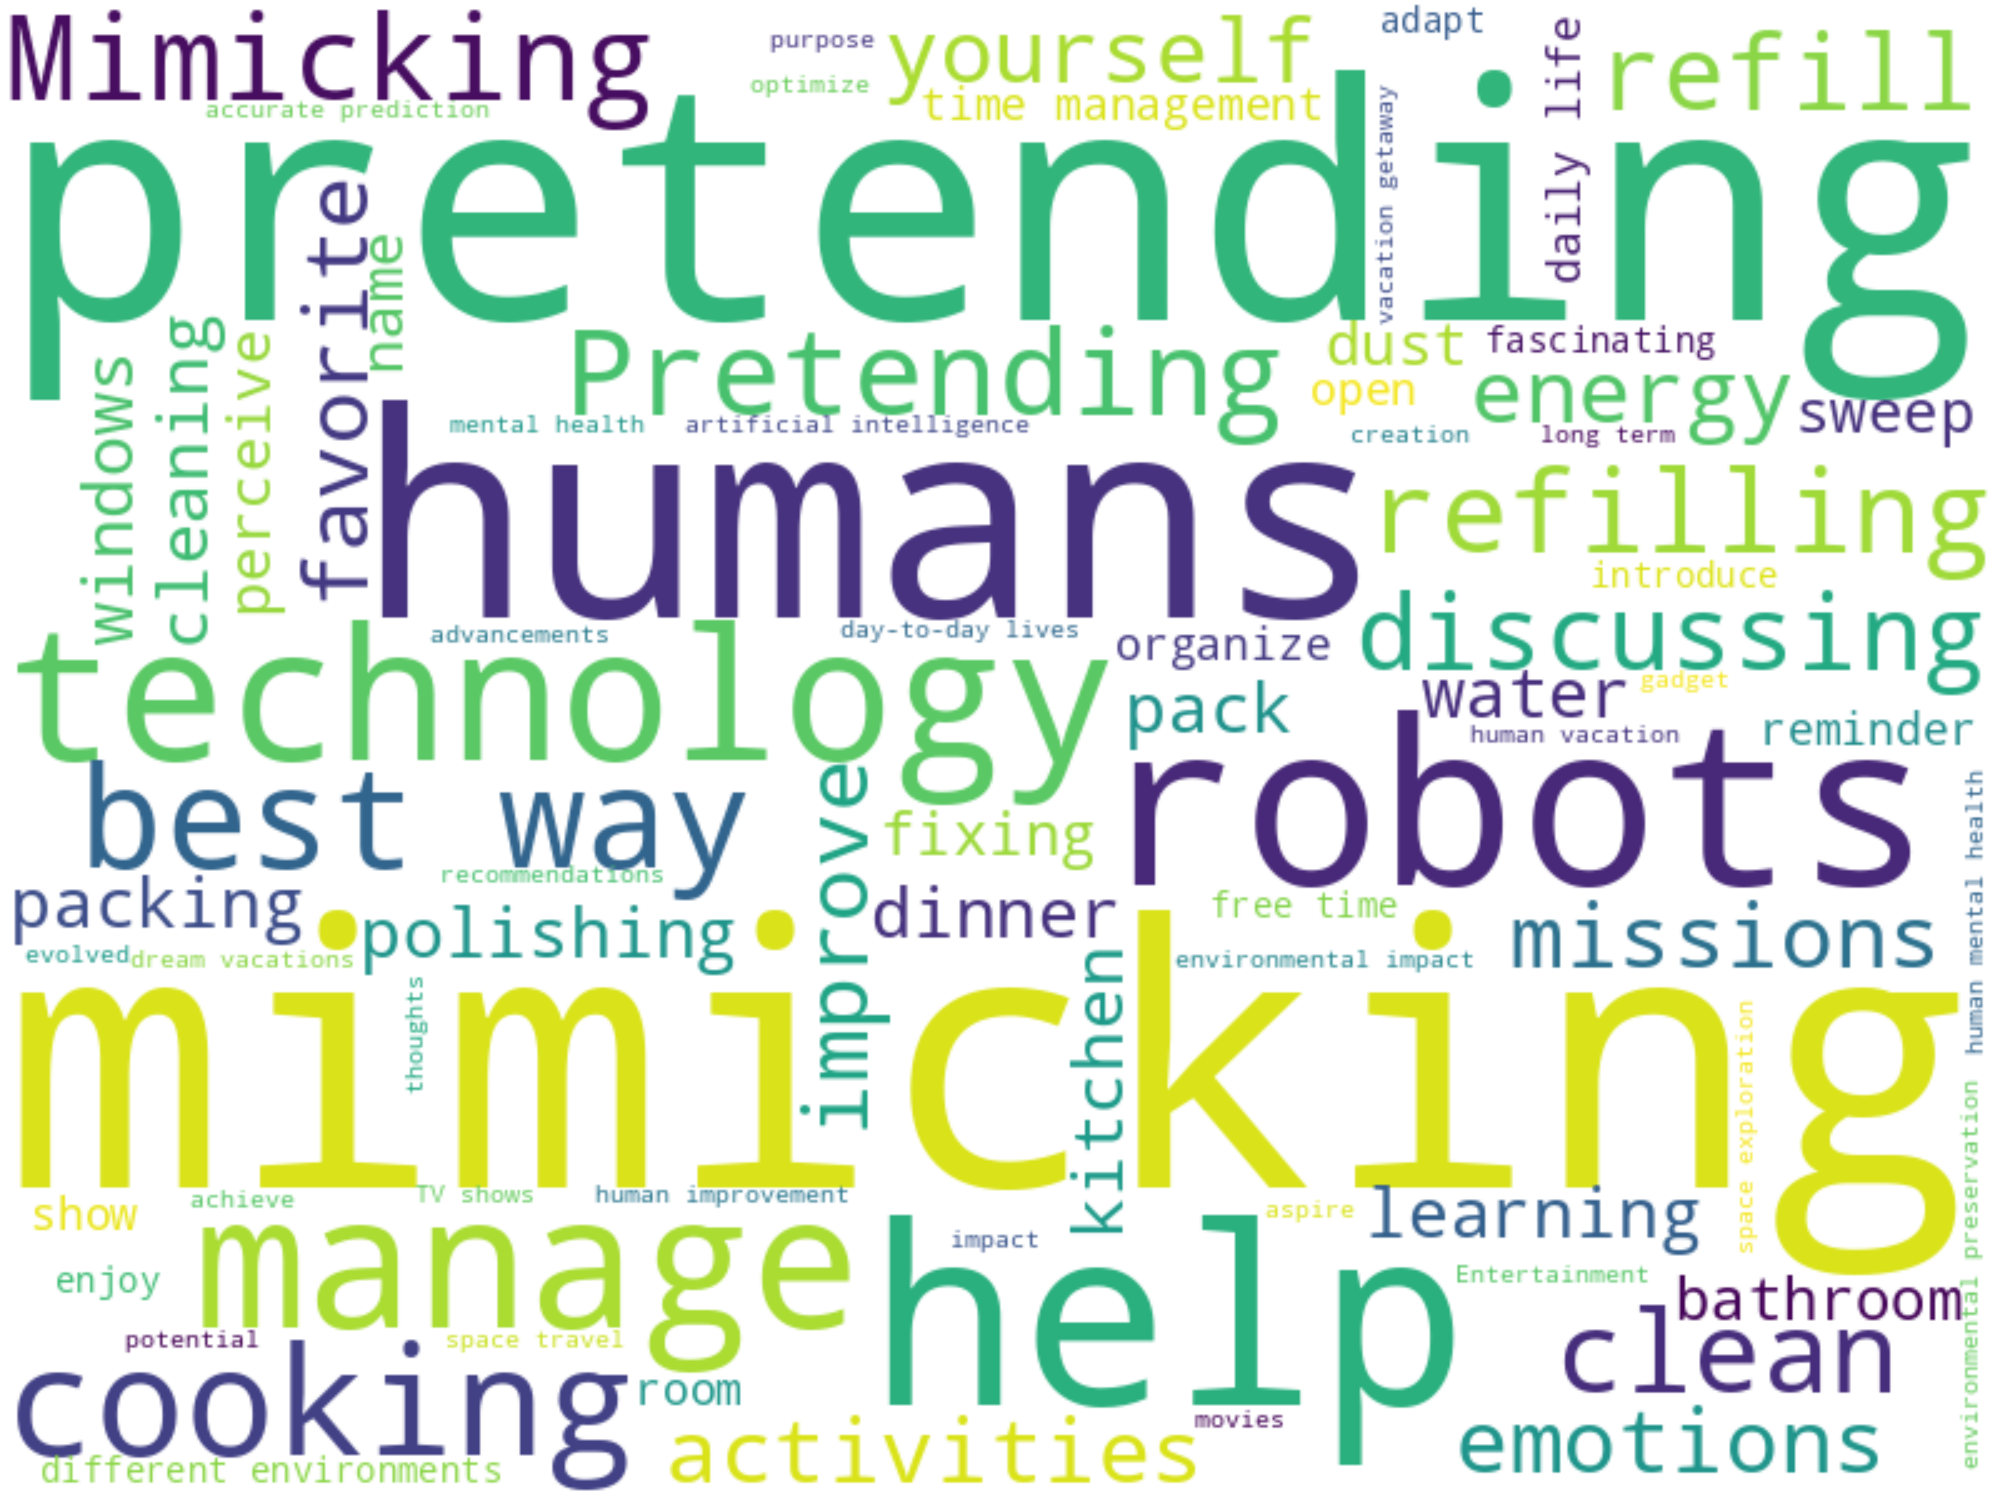 Mimicking
purpose
yourself
adapt
daily life
refill
optimize
accurate prediction
time management
vacation getaway
pretending
favorite
name
windows
cleaning
perceive
Pretending
dust
fascinating
open
energy
sweep
mental health
artificial intelligence
creation
long term
humans
refilling
introduce
discussing
advancements
day-to-day lives
organize
technology
pack
water
gadget
human vacation
reminder
robots
best way
improve
fixing
human mental health
recommendations
packing
polishing
dinner
free time
missions
evolved
dream vacations
environmental impact
kitchen
thoughts
mimicking
space exploration
environmental preservation
show
achieve
TV shows
human improvement
aspire
learning
manage
impact
help
enjoy
Entertainment
bathroom
potential
space travel
clean
cooking
room
movies
activities
emotions
different environments